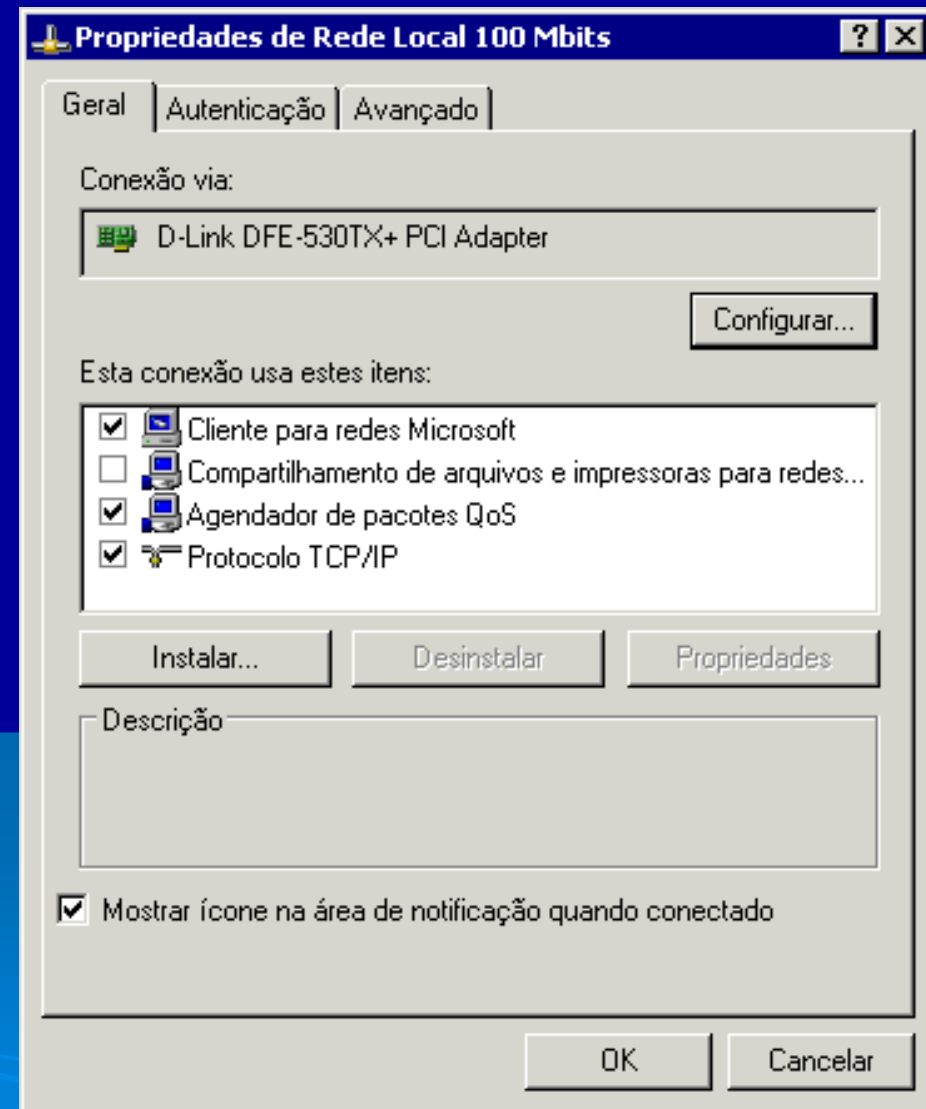 Propriedades de Rede Local 100 Mbits
Geral Autenticação Avançado
Conexão via:
D-Link DFE-530TX+ PCI Adapter
Configurar...
Esta conexão usa estes itens:
Cliente para redes Microsoft
Compartilhamento de arquivos e impressoras para redes...
Agendador de pacotes QoS
Protocolo TCP/IP
Instalar... Desinstalar Propriedades
Descrição
Mostrar ícone na área de notificação quando conectado
OK Cancelar